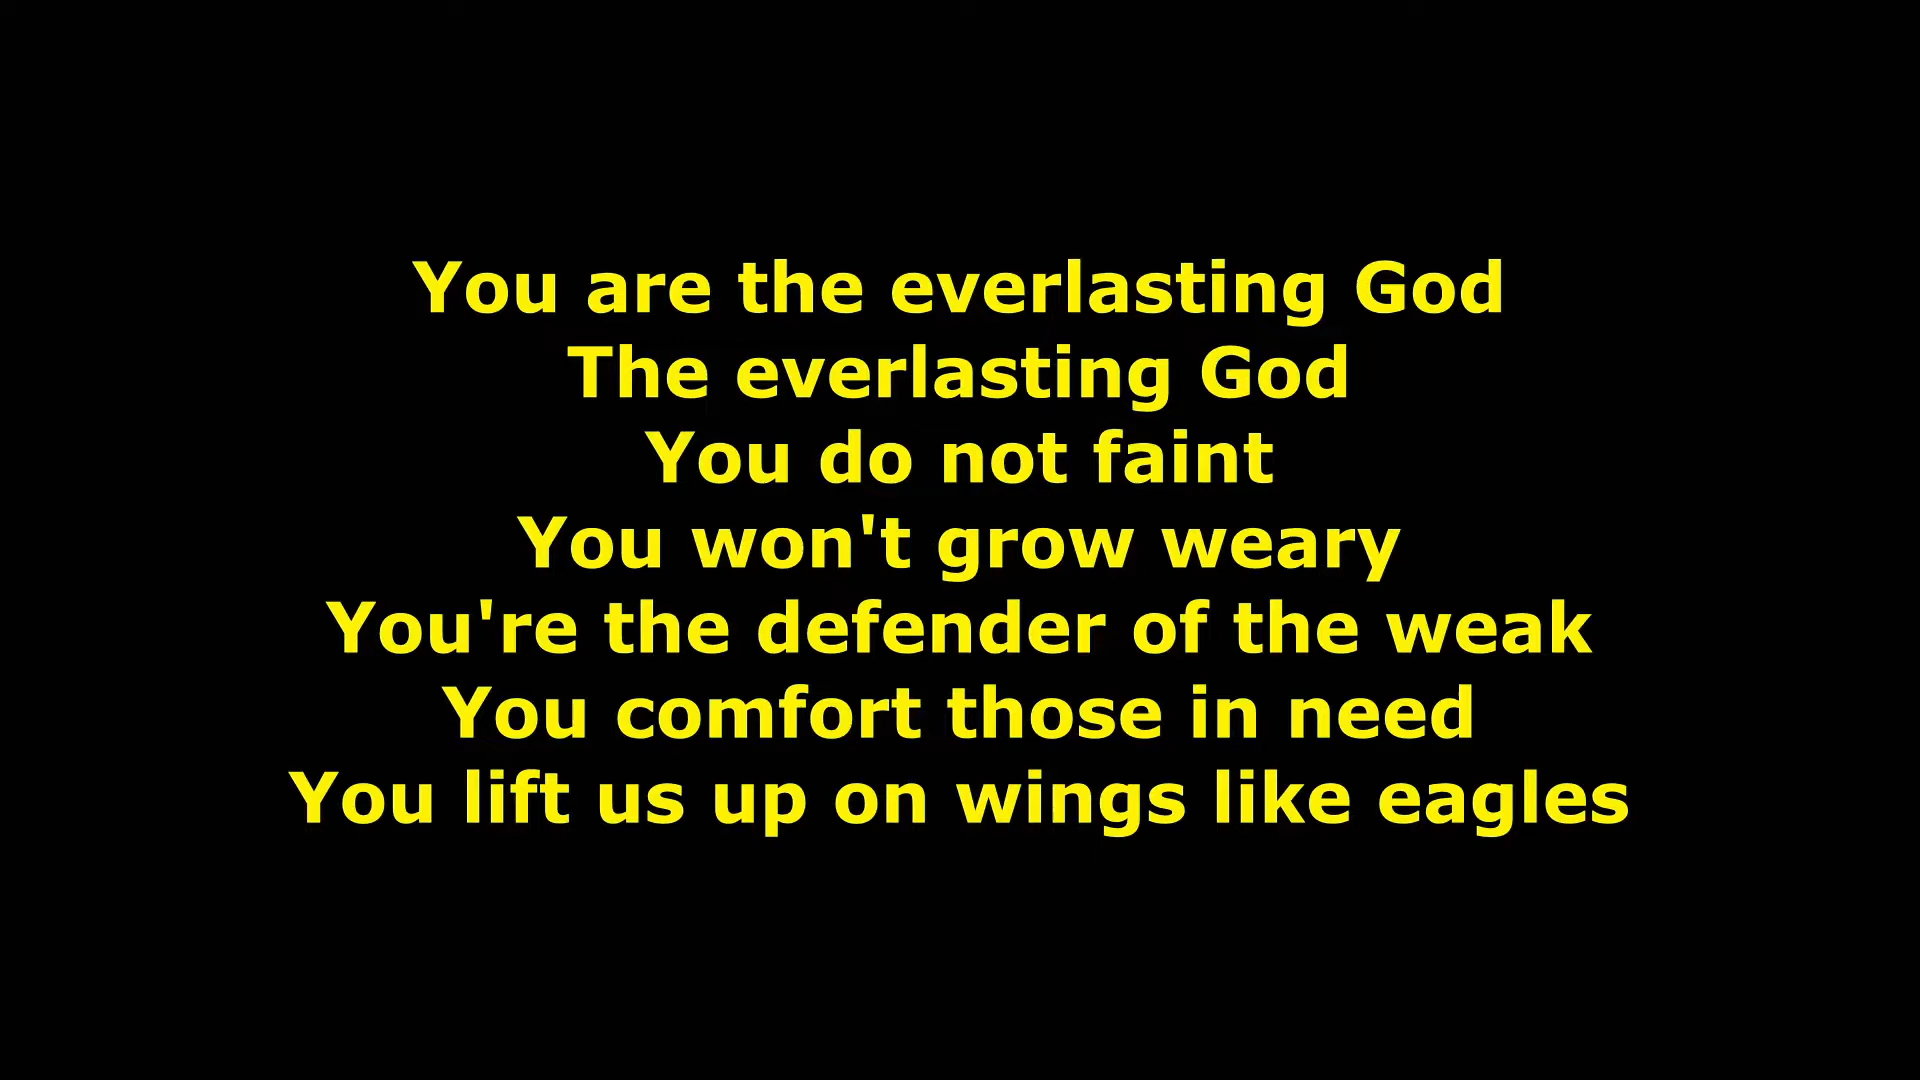 You are the everlasting God
The everlasting God
You do not faint
You won't grow weary
You're the defender of the weak
You comfort those in need
You lift us up on wings like eagles